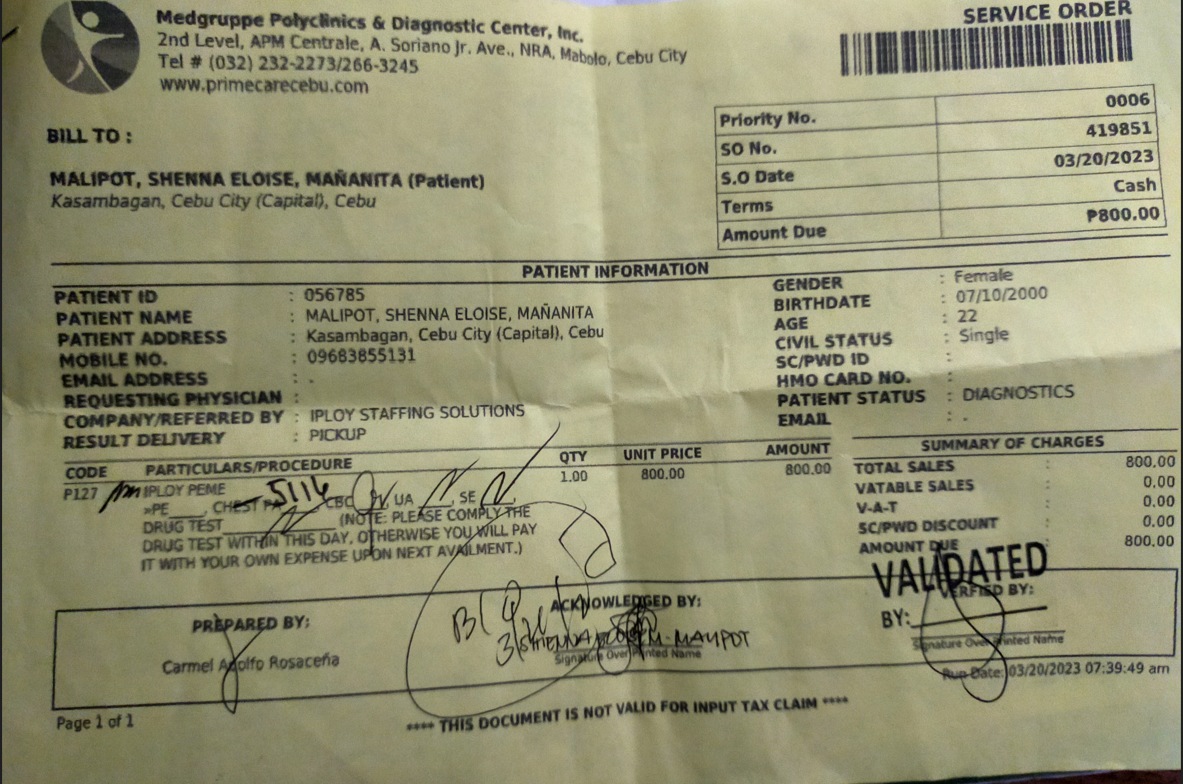 Medgruppe Polyclinics & Diagnostic Center, Inc.
2nd Level, APM Centrale, A. Soriano Jr. Ave., NRA, Mabolo, Cebu City
Tel # (032) 232-2273/266-3245
www.primecarecebu.com
SERVICE ORDER
Priority No. 0006
SO No. 419851
S.O Date 03/20/2023
Terms Cash
Amount Due ₱800.00
BILL TO :
MALIPOT, SHENNA ELOISE, MAÑANITA (Patient)
Kasambagan, Cebu City (Capital), Cebu
PATIENT INFORMATION
PATIENT ID : 056785
PATIENT NAME : MALIPOT, SHENNA ELOISE, MAÑANITA
PATIENT ADDRESS : Kasambagan, Cebu City (Capital), Cebu
MOBILE NO. : 09683855131
EMAIL ADDRESS : .
REQUESTING PHYSICIAN :
COMPANY/REFERRED BY : IPLOY STAFFING SOLUTIONS
RESULT DELIVERY : PICKUP
GENDER : Female
BIRTHDATE : 07/10/2000
AGE : 22
CIVIL STATUS : Single
SC/PWD ID :
HMO CARD NO. :
PATIENT STATUS : DIAGNOSTICS
EMAIL : .
CODE PARTICULARS/PROCEDURE QTY UNIT PRICE AMOUNT
P127 IPLOY PEME 1.00 800.00 800.00
»PE____, CHEST PA 5116 CBC, UA, SE
DRUG TEST (NOTE: PLEASE COMPLY THE
DRUG TEST WITHIN THIS DAY, OTHERWISE YOU WILL PAY
IT WITH YOUR OWN EXPENSE UPON NEXT AVAILMENT.)
SUMMARY OF CHARGES
TOTAL SALES : 800.00
VATABLE SALES : 0.00
V-A-T : 0.00
SC/PWD DISCOUNT : 0.00
AMOUNT DUE : 800.00
VALIDATED
BY:
PREPARED BY:
Carmel Adolfo Rosaceña
ACKNOWLEDGED BY:
SHENNA M. MALIPOT
Signature Over Printed Name
VERFIED BY:
Signature Over Printed Name
Run Date: 03/20/2023 07:39:49 am
Page 1 of 1
**** THIS DOCUMENT IS NOT VALID FOR INPUT TAX CLAIM ****